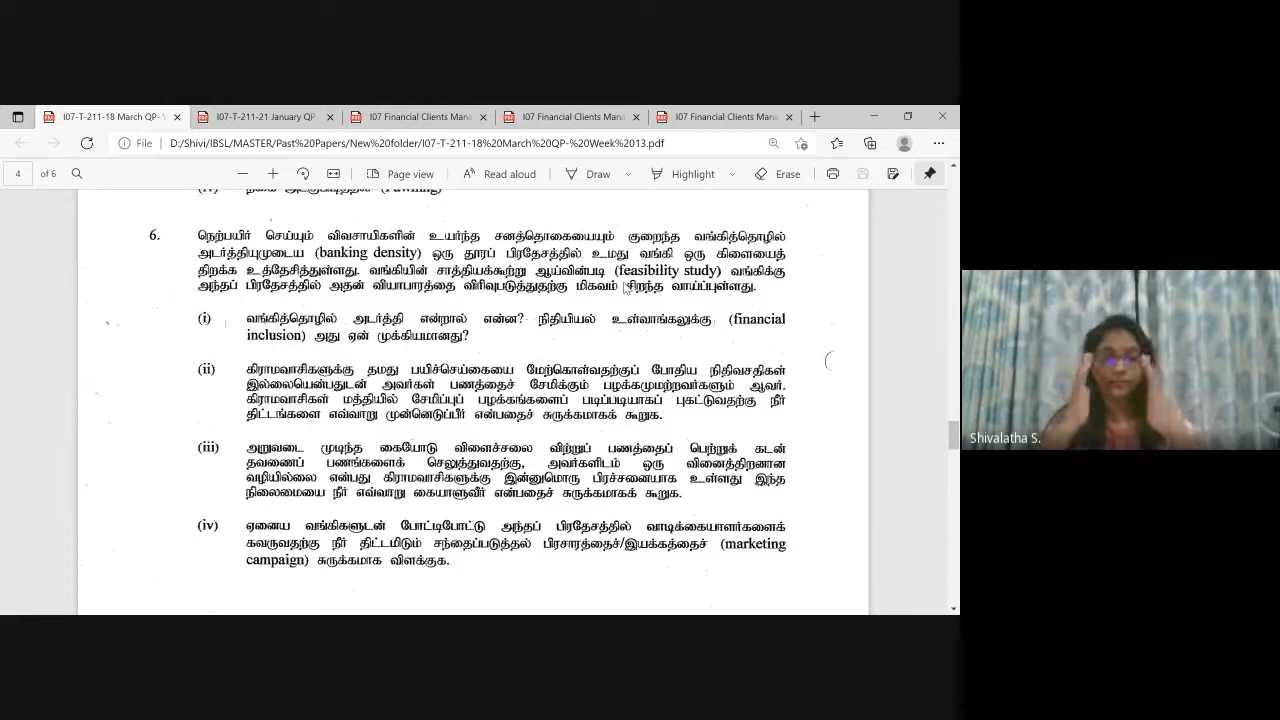 I07-T-211-18 March QP- W
I07-T-211-21 January QP-
I07 Financial Clients Mana
I07 Financial Clients Mana
I07 Financial Clients Mana
File D:/Shivi/IBSL/MASTER/Past%20Papers/New%20folder/I07-T-211-18%20March%20QP-%20Week%2013.pdf
4 of 6 Page view Read aloud Draw Highlight Erase
(iv) நகை அடகுபிடித்தல் (Pawning)
6. நெற்பயிர் செய்யும் விவசாயிகளின் உயர்ந்த சனத்தொகையையும் குறைந்த வங்கித்தொழில்
அடர்த்தியுமுடைய (banking density) ஒரு தூரப் பிரதேசத்தில் உமது வங்கி ஒரு கிளையைத்
திறக்க உத்தேசித்துள்ளது. வங்கியின் சாத்தியக்கூற்று ஆய்வின்படி (feasibility study) வங்கிக்கு
அந்தப் பிரதேசத்தில் அதன் வியாபாரத்தை விரிவுபடுத்துதற்கு மிகவும் சிறந்த வாய்ப்புள்ளது.
(i) வங்கித்தொழில் அடர்த்தி என்றால் என்ன? நிதியியல் உள்வாங்கலுக்கு (financial
inclusion) அது ஏன் முக்கியமானது?
(ii) கிராமவாசிகளுக்கு தமது பயிச்செய்கையை மேற்கொள்வதற்குப் போதிய நிதிவசதிகள்
இல்லையென்பதுடன் அவர்கள் பணத்தைச் சேமிக்கும் பழக்கமுமற்றவர்களும் ஆவர்.
கிராமவாசிகள் மத்தியில் சேமிப்புப் பழக்கங்களைப் படிப்படியாகப் புகட்டுவதற்கு நீர்
திட்டங்களை எவ்வாறு முன்னெடுப்பீர் என்பதைச் சுருக்கமாகக் கூறுக.
(iii) அறுவடை முடிந்த கையோடு விளைச்சலை விற்றுப் பணத்தைப் பெற்றுக் கடன்
தவணைப் பணங்களைக் செலுத்துவதற்கு, அவர்களிடம் ஒரு வினைத்திறனான
வழியில்லை என்பது கிராமவாசிகளுக்கு இன்னுமொரு பிரச்சனையாக உள்ளது இந்த
நிலைமையை நீர் எவ்வாறு கையாளுவீர் என்பதைச் சுருக்கமாகக் கூறுக.
(iv) ஏனைய வங்கிகளுடன் போட்டிபோட்டு அந்தப் பிரதேசத்தில் வாடிக்கையாளர்களைக்
கவருவதற்கு நீர் திட்டமிடும் சந்தைப்படுத்தல் பிரசாரத்தைச்/இயக்கத்தைச் (marketing
campaign) சுருக்கமாக விளக்குக.
Shivalatha S.